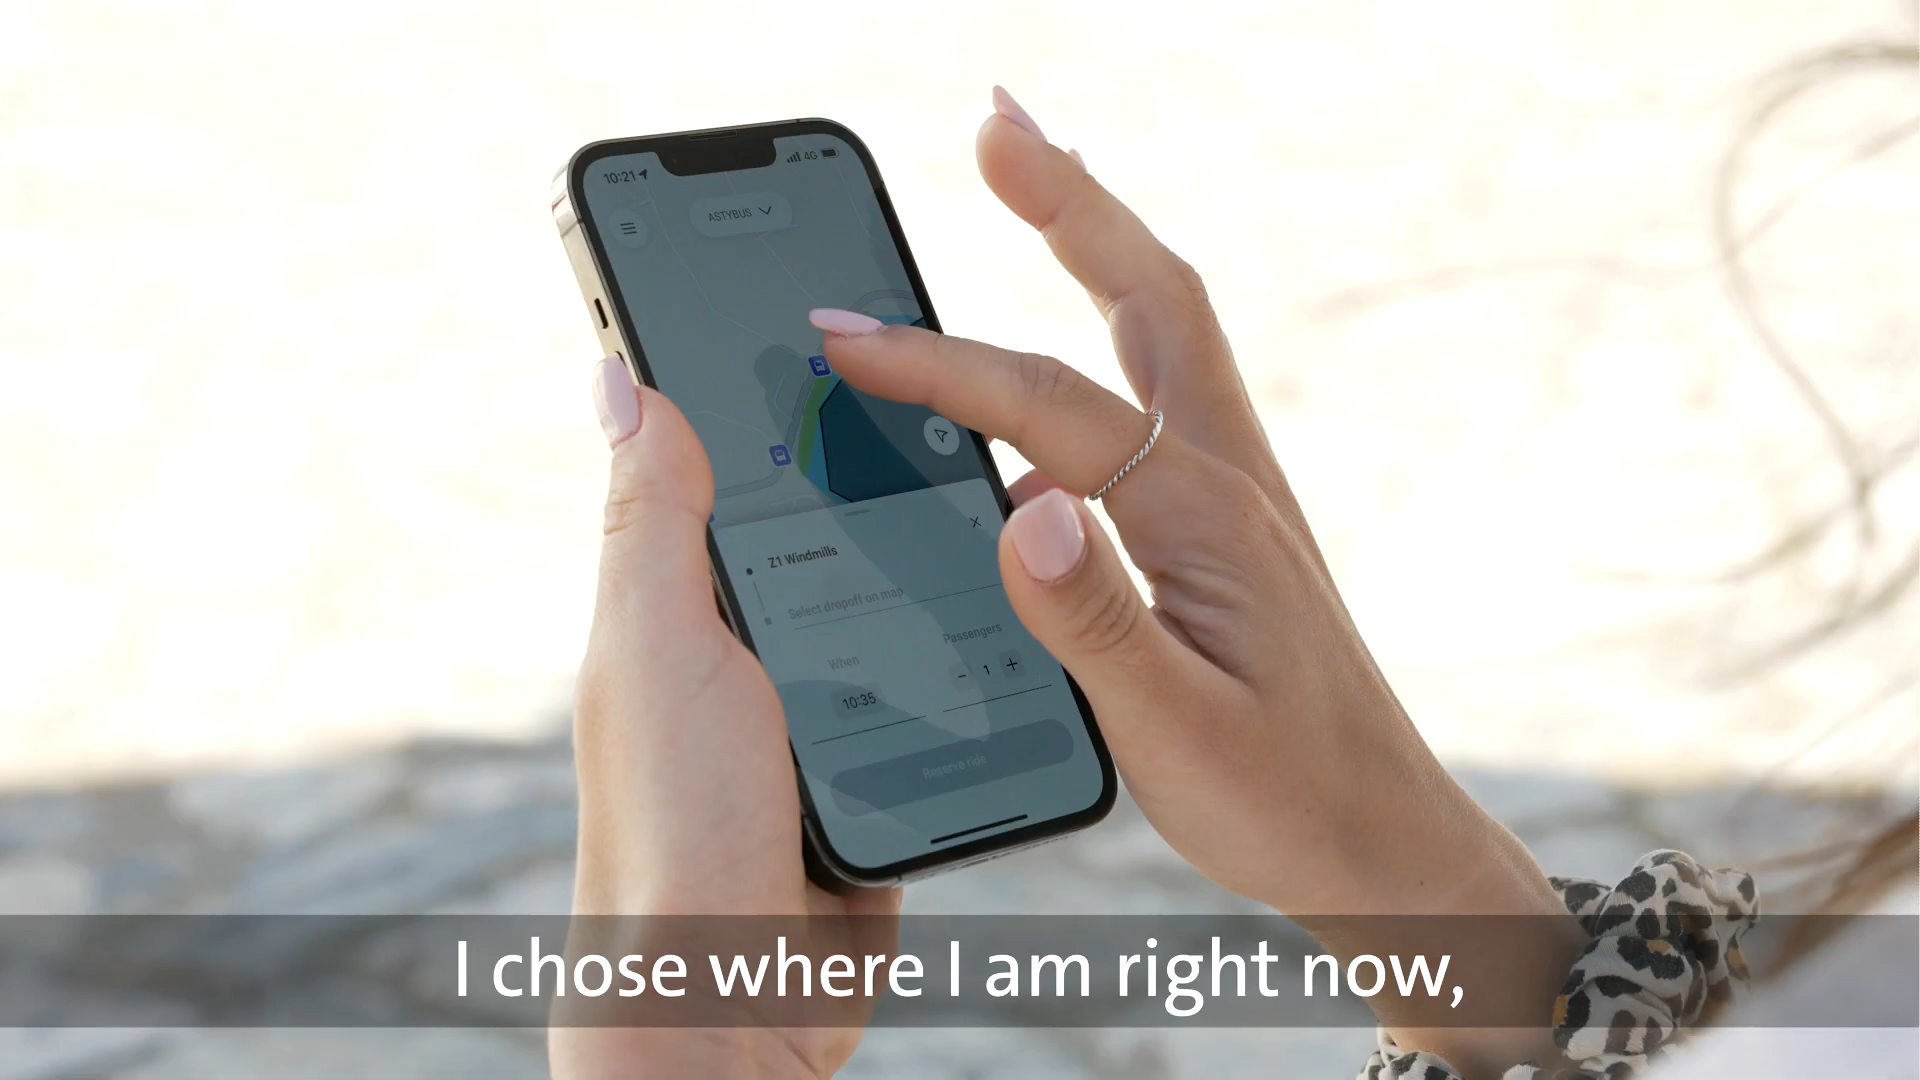 10:21
4G
ASTYBUS
Z1 Windmills
Select dropoff on map
When
Passengers
10:35
1
Reserve ride
I chose where I am right now,